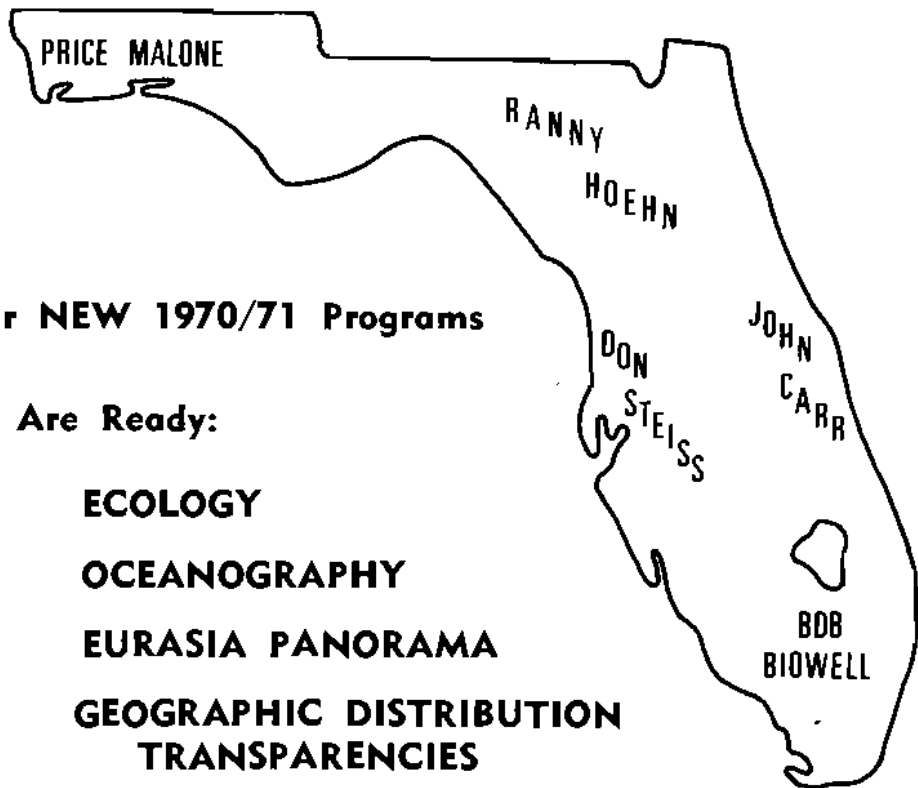 PRICE MALONE
RANNY
HOEHN
r NEW 1970/71 Programs
DON
STEISS
JOHN
CARR
Are Ready:
ECOLOGY
OCEANOGRAPHY
EURASIA PANORAMA
BOB
BIOWELL
GEOGRAPHIC DISTRIBUTION
TRANSPARENCIES